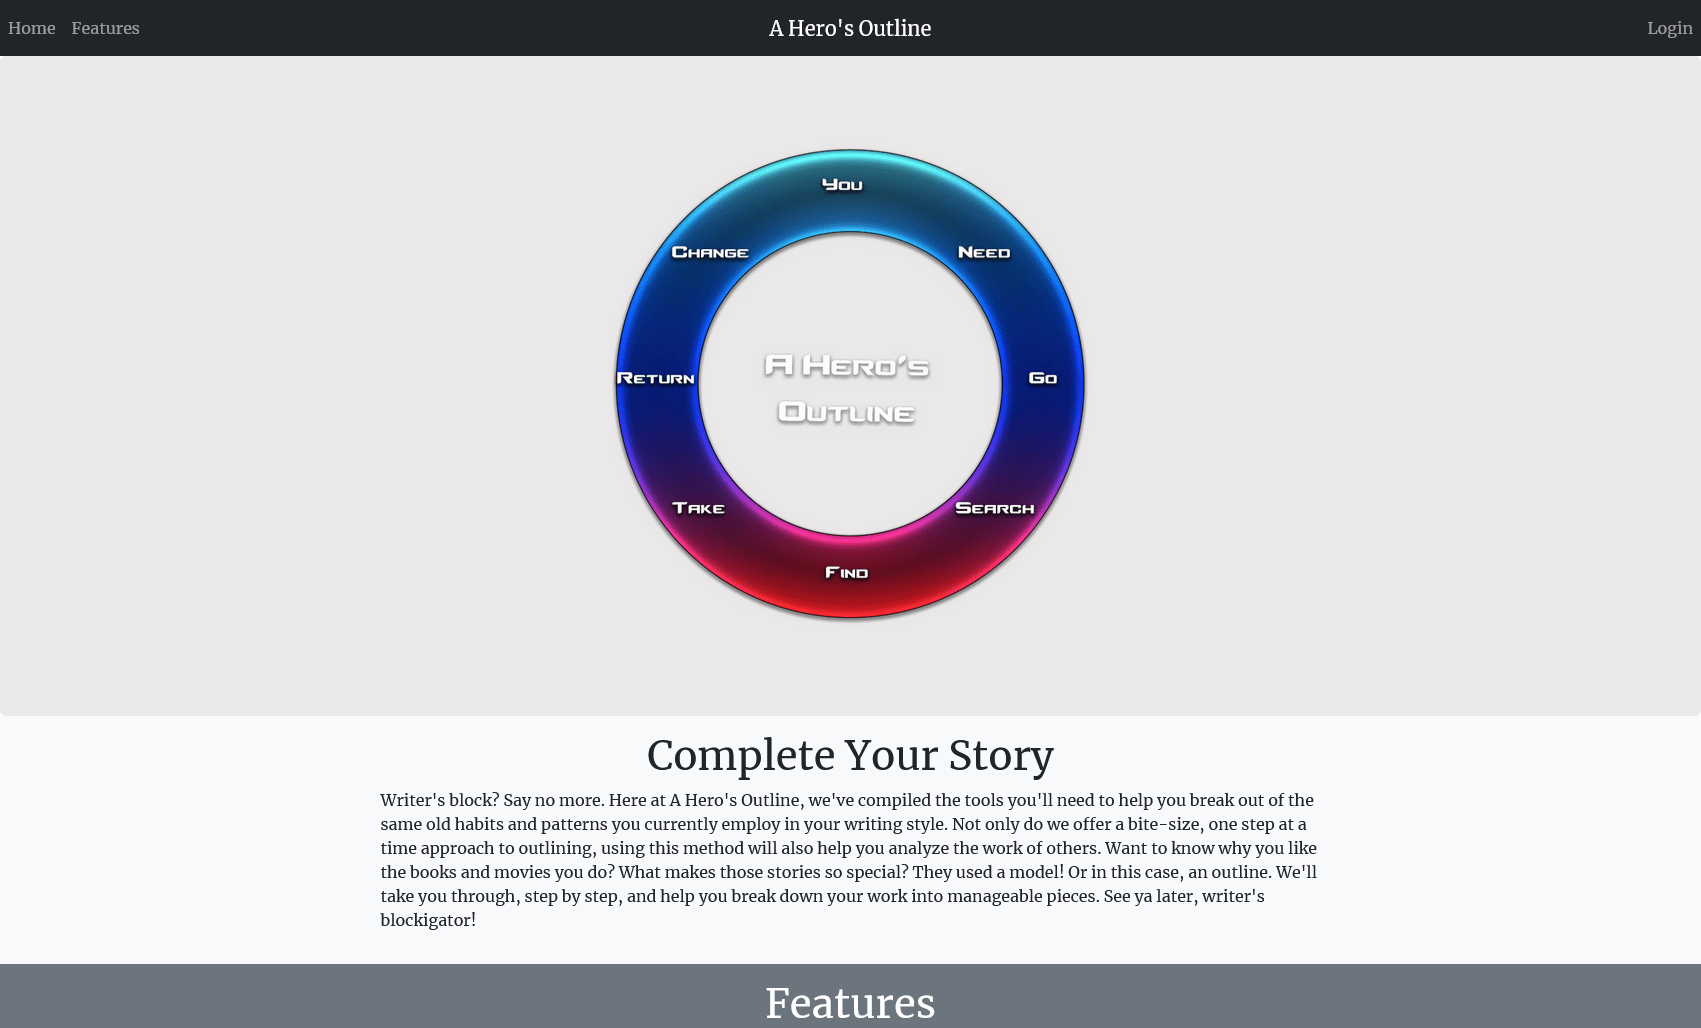 Home Features A Hero's Outline Login
You
Change Need
A Hero's
Return Go
Outline
Take Search
Find
Complete Your Story
Writer's block? Say no more. Here at A Hero's Outline, we've compiled the tools you'll need to help you break out of the
same old habits and patterns you currently employ in your writing style. Not only do we offer a bite-size, one step at a
time approach to outlining, using this method will also help you analyze the work of others. Want to know why you like
the books and movies you do? What makes those stories so special? They used a model! Or in this case, an outline. We'll
take you through, step by step, and help you break down your work into manageable pieces. See ya later, writer's
blockigator!
Features